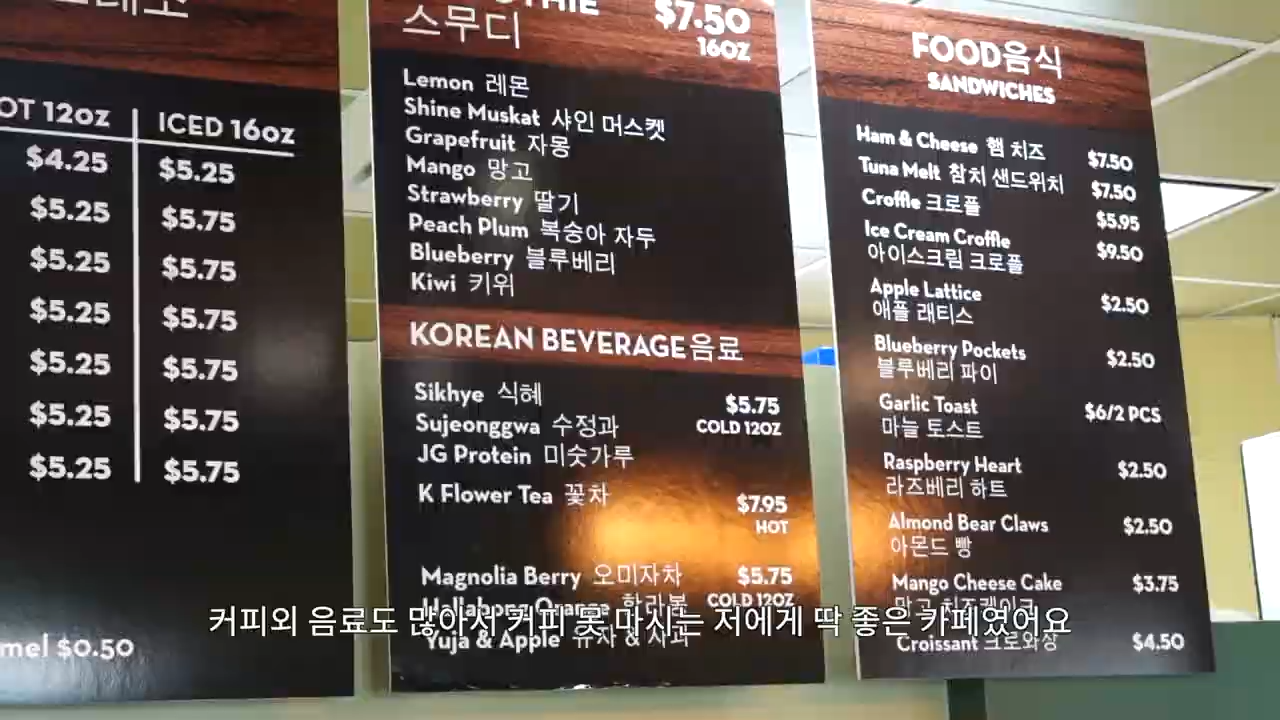 OT 12OZ ICED 16OZ
$4.25 $5.25
$5.25 $5.75
$5.25 $5.75
$5.25 $5.75
$5.25 $5.75
$5.25 $5.75
$5.25 $5.75
mel $0.50
스무디 $7.50
16OZ
Lemon 레몬
Shine Muskat 샤인 머스켓
Grapefruit 자몽
Mango 망고
Strawberry 딸기
Peach Plum 복숭아 자두
Blueberry 블루베리
Kiwi 키위
KOREAN BEVERAGE음료
Sikhye 식혜 $5.75
Sujeonggwa 수정과 COLD 12OZ
JG Protein 미숫가루
K Flower Tea 꽃차 $7.95
HOT
Magnolia Berry 오미자차 $5.75
Hallabong Orange 한라봉 COLD 12OZ
Yuja & Apple 유자 & 사과
FOOD음식
SANDWICHES
Ham & Cheese 햄 치즈 $7.50
Tuna Melt 참치 샌드위치 $7.50
Croffle 크로플 $5.95
Ice Cream Croffle $9.50
아이스크림 크로플
Apple Lattice $2.50
애플 래티스
Blueberry Pockets $2.50
블루베리 파이
Garlic Toast $6/2 PCS
마늘 토스트
Raspberry Heart $2.50
라즈베리 하트
Almond Bear Claws $2.50
아몬드 빵
Mango Cheese Cake $3.75
망고 치즈케이크
Croissant 크로와상 $4.50
커피외 음료도 많아서 커피 못 마시는 저에게 딱 좋은 카페였어요